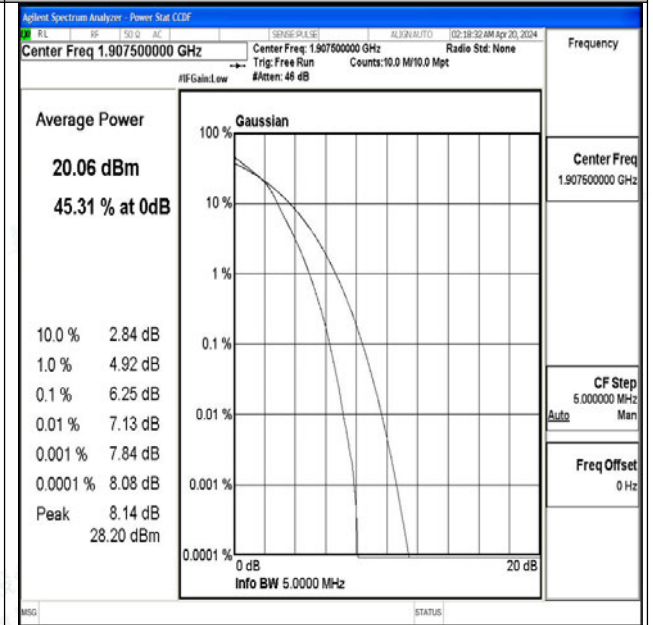 Agilent Spectrum Analyzer - Power Stat CCDF
RL RF 50 Ω AC SENSE:PULSE ALIGN AUTO 02:18:32 AM Apr 20, 2024
Center Freq 1.907500000 GHz
Center Freq: 1.907500000 GHz Radio Std: None
Trig: Free Run Counts:10.0 M/10.0 Mpt
#IFGain:Low #Atten: 46 dB
Frequency
Average Power
20.06 dBm
45.31 % at 0dB
10.0 % 2.84 dB
1.0 % 4.92 dB
0.1 % 6.25 dB
0.01 % 7.13 dB
0.001 % 7.84 dB
0.0001 % 8.08 dB
Peak 8.14 dB
28.20 dBm
Gaussian
100 %
10 %
1 %
0.1 %
0.01 %
0.001 %
0.0001 %
0 dB 20 dB
Info BW 5.0000 MHz
Center Freq
1.907500000 GHz
CF Step
5.000000 MHz
Auto Man
Freq Offset
0 Hz
MSG STATUS